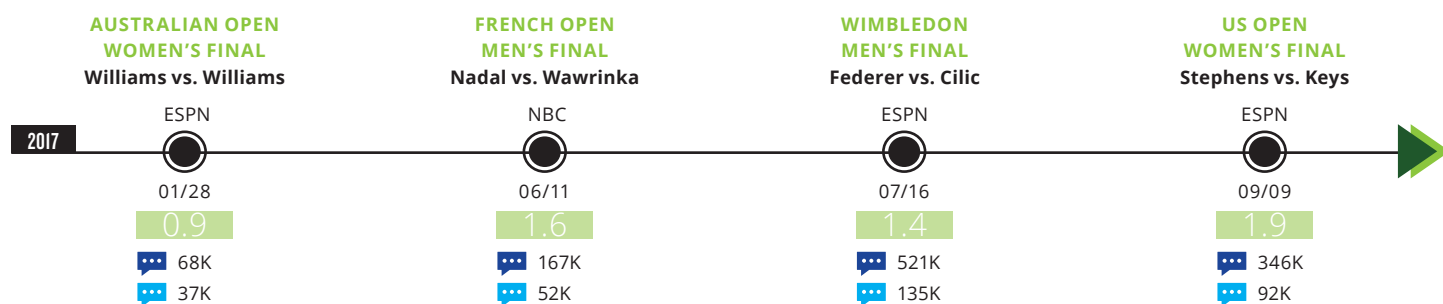 AUSTRALIAN OPEN
WOMEN'S FINAL
Williams vs. Williams
ESPN
01/28
0.9
68K
37K
FRENCH OPEN
MEN'S FINAL
Nadal vs. Wawrinka
NBC
06/11
1.6
167K
52K
WIMBLEDON
MEN'S FINAL
Federer vs. Cilic
ESPN
07/16
1.4
521K
135K
US OPEN
WOMEN'S FINAL
Stephens vs. Keys
ESPN
09/09
1.9
346K
92K
2017